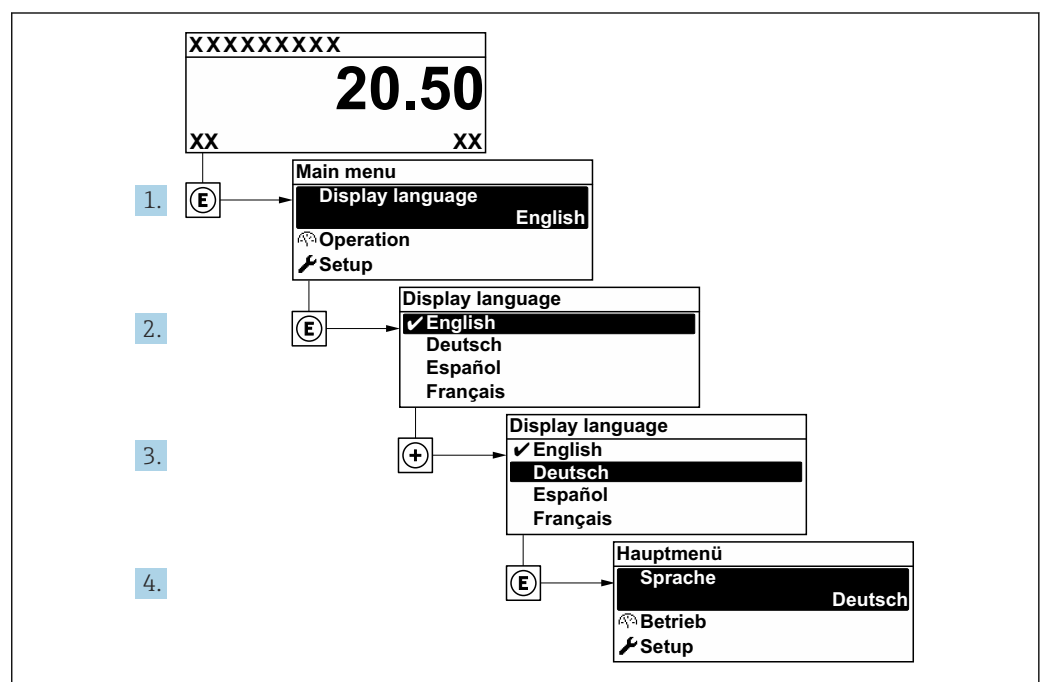 XXXXXXXXX
20.50
XX XX
1.
E
Main menu
Display language
English
Operation
Setup
2.
E
Display language
✔English
Deutsch
Español
Français
3.
+
Display language
✔English
Deutsch
Español
Français
4.
E
Hauptmenü
Sprache
Deutsch
Betrieb
Setup